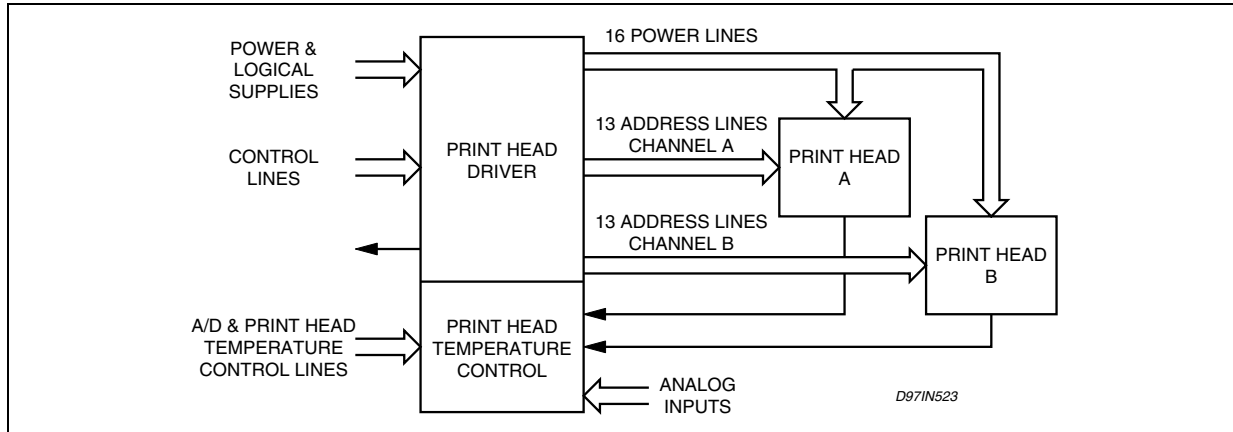 16 POWER LINES
POWER &
LOGICAL
SUPPLIES
13 ADDRESS LINES
CHANNEL A
CONTROL
LINES
PRINT HEAD
DRIVER
PRINT HEAD
A
13 ADDRESS LINES
CHANNEL B
PRINT HEAD
B
A/D & PRINT HEAD
TEMPERATURE
CONTROL LINES
PRINT HEAD
TEMPERATURE
CONTROL
ANALOG
INPUTS
D97IN523